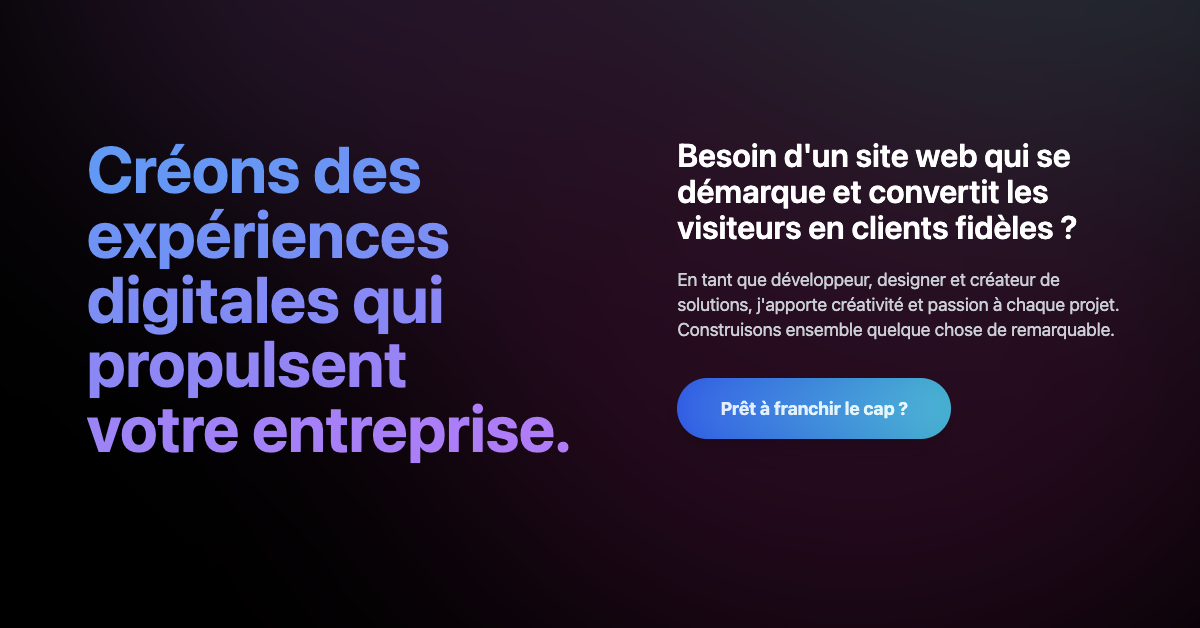 Créons des
expériences
digitales qui
propulsent
votre entreprise.
Besoin d'un site web qui se
démarque et convertit les
visiteurs en clients fidèles ?
En tant que développeur, designer et créateur de
solutions, j'apporte créativité et passion à chaque projet.
Construisons ensemble quelque chose de remarquable.
Prêt à franchir le cap ?